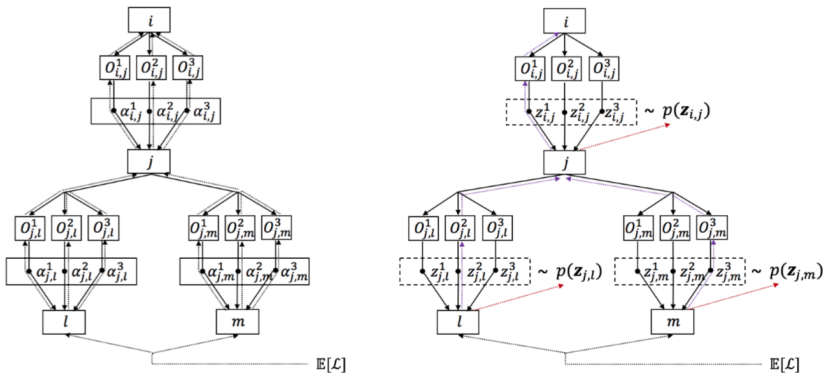 i i
O^1_{i,j} O^2_{i,j} O^3_{i,j} O^1_{i,j} O^2_{i,j} O^3_{i,j}
α^1_{i,j} α^2_{i,j} α^3_{i,j} z^1_{i,j} z^2_{i,j} z^3_{i,j} ~ p(z_{i,j})
j j
O^1_{j,l} O^2_{j,l} O^3_{j,l} O^1_{j,m} O^2_{j,m} O^3_{j,m} O^1_{j,l} O^2_{j,l} O^3_{j,l} O^1_{j,m} O^2_{j,m} O^3_{j,m}
α^1_{j,l} α^2_{j,l} α^3_{j,l} α^1_{j,m} α^2_{j,m} α^3_{j,m} z^1_{j,l} z^2_{j,l} z^3_{j,l} ~ p(z_{j,l}) z^1_{j,m} z^2_{j,m} z^3_{j,m} ~ p(z_{j,m})
l m l m
𝔼[ℒ] 𝔼[ℒ]